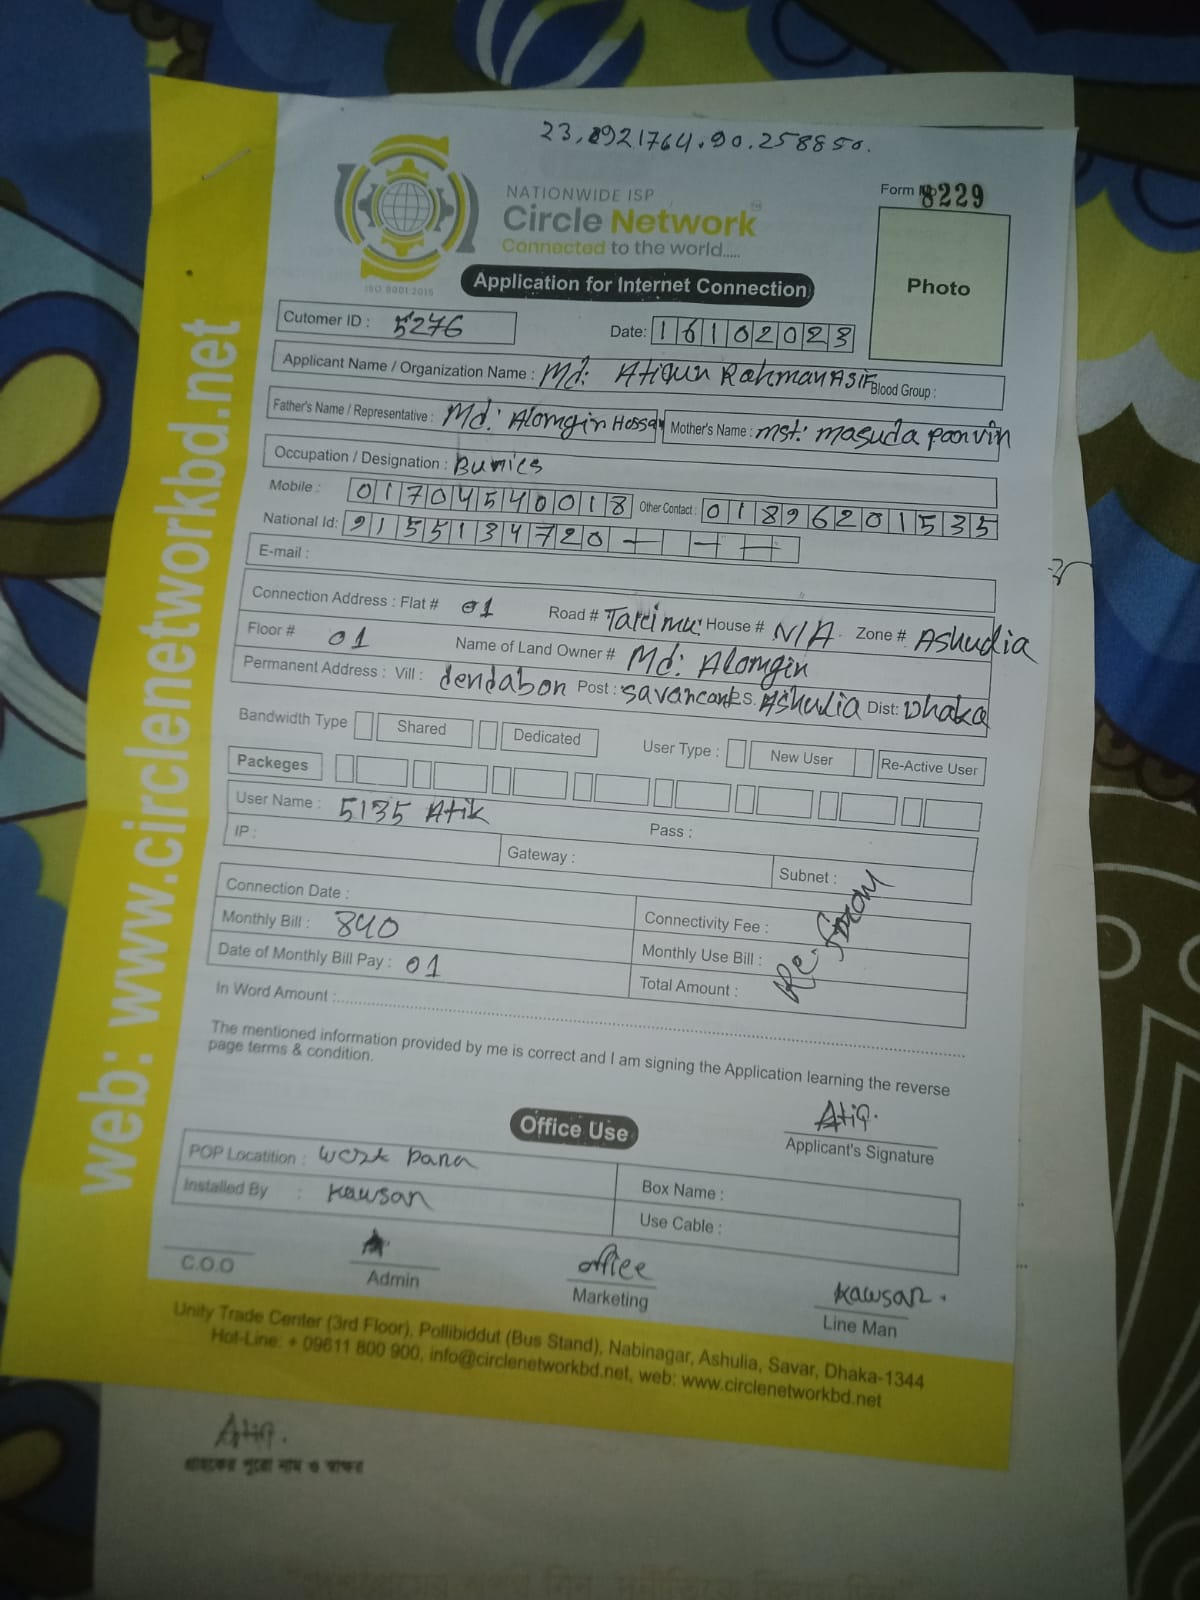 23.8921764.90.258850.
NATIONWIDE ISP
Circle Network™
Connected to the world.....
ISO 9001:2015
Form No 8229
Photo
Application for Internet Connection
Cutomer ID : 5276
Date: 16102023
Applicant Name / Organization Name : Md: Atiqur Rahman ASIF Blood Group :
Father's Name / Representative : Md: Alomgin Hossa Mother's Name : mst: masuda parvin
Occupation / Designation :
Mobile : 01704540018 Other Contact : 01896201535
National Id: 9155134720
E-mail :
Connection Address : Flat # 01 Road # House # N/A Zone # Ashulia
Floor # 01 Name of Land Owner # Md: Alomgin
Permanent Address : Vill : dendabon Post : P.S. Ashulia Dist: Dhaka
Bandwidth Type Shared Dedicated User Type : New User Re-Active User
Packeges
User Name : 5135 Atik Pass :
IP : Gateway : Subnet :
Connection Date : Connectivity Fee :
Monthly Bill : 840 Monthly Use Bill :
Date of Monthly Bill Pay : 01 Total Amount :
Re.
In Word Amount :
The mentioned information provided by me is correct and I am signing the Application learning the reverse
page terms & condition.
Atiq.
Applicant's Signature
Office Use
POP Locatition : west para Box Name :
Installed By : kawsar Use Cable :
office kawsar.
C.O.O Admin Marketing Line Man
Unity Trade Center (3rd Floor), Pollibiddut (Bus Stand), Nabinagar, Ashulia, Savar, Dhaka-1344
Hot-Line: + 09611 800 900, info@circlenetworkbd.net, web: www.circlenetworkbd.net
web: www.circlenetworkbd.net
Atiq.
গ্রাহকের পুরো নাম ও স্বাক্ষর